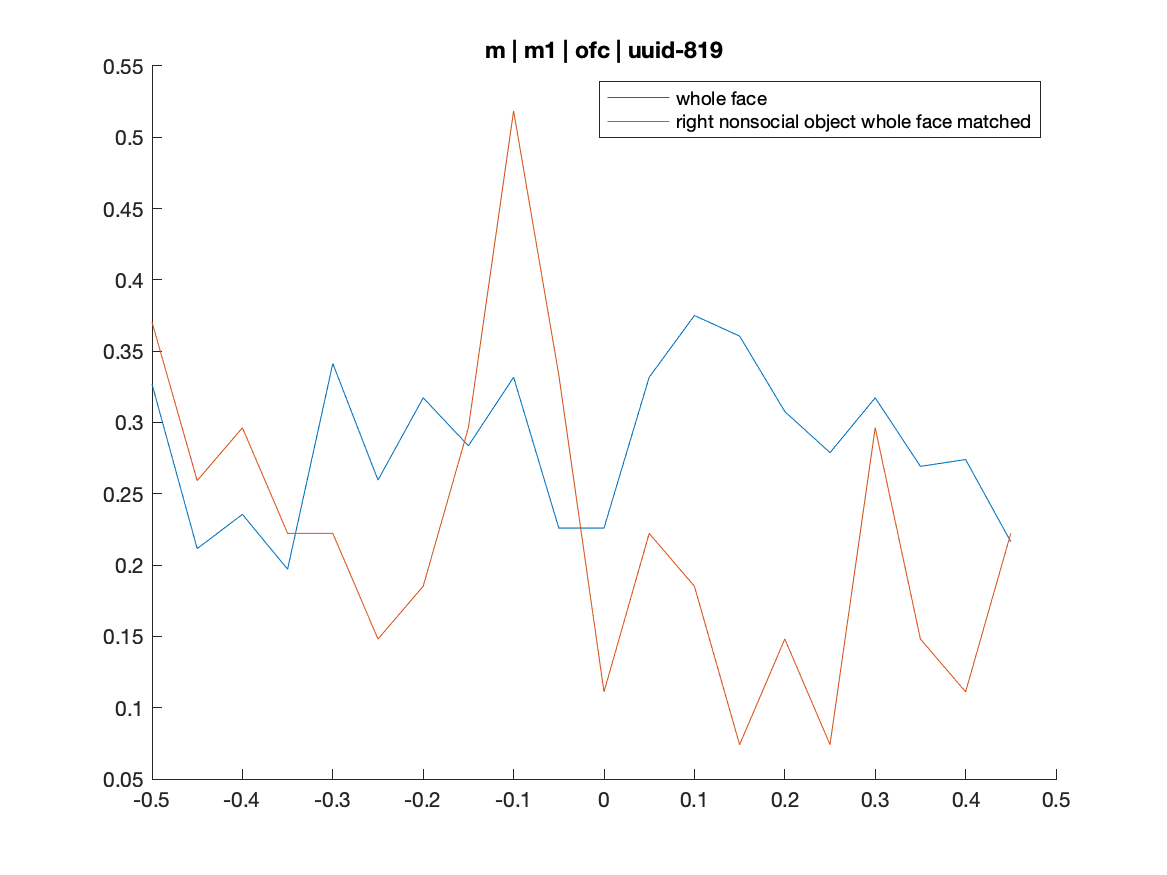 m | m1 | ofc | uuid-819
whole face
right nonsocial object whole face matched
0.55
0.5
0.45
0.4
0.35
0.3
0.25
0.2
0.15
0.1
0.05
-0.5 -0.4 -0.3 -0.2 -0.1 0 0.1 0.2 0.3 0.4 0.5